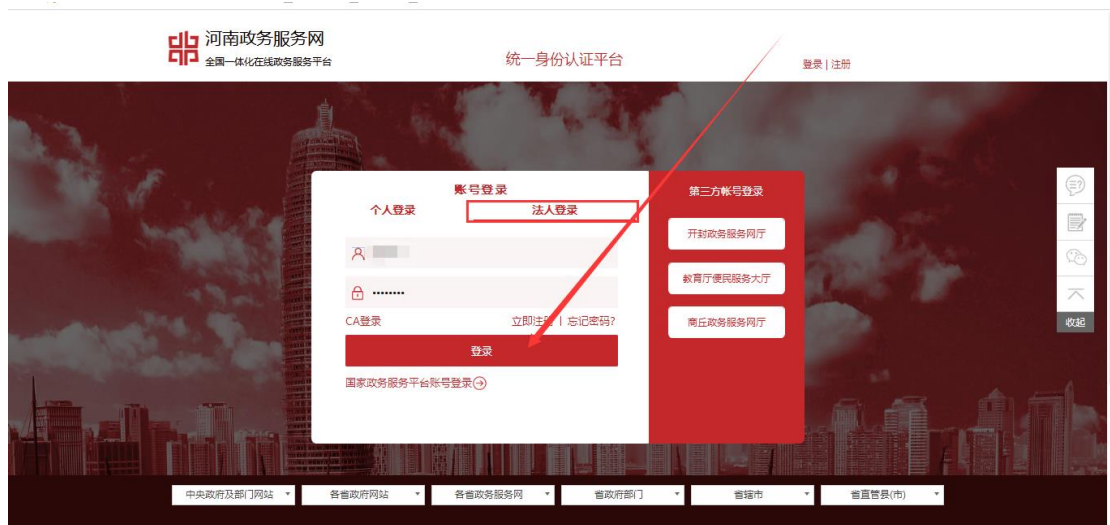 河南政务服务网
全国一体化在线政务服务平台
统一身份认证平台
登录 | 注册
账号登录
个人登录
法人登录
CA登录
立即注册 | 忘记密码?
登录
国家政务服务平台账号登录
第三方帐号登录
开封政务服务网厅
教育厅便民服务大厅
商丘政务服务网厅
收起
中央政府及部门网站
各省政府网站
各省政务服务网
省政府部门
省辖市
省直管县(市)